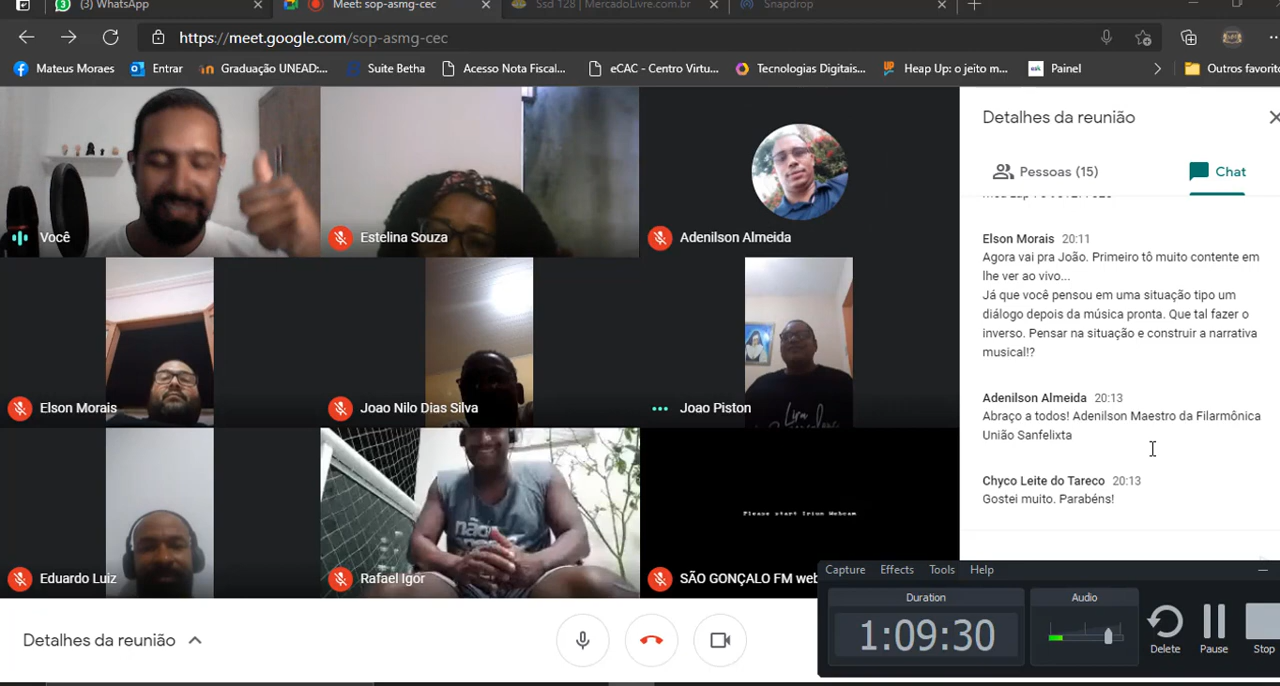 (3) WhatsApp
Meet: sop-asmg-cec
Ssd 128 | MercadoLivre.com.br
Snapdrop
https://meet.google.com/sop-asmg-cec
Mateus Moraes
Entrar
Graduação UNEAD:...
Suite Betha
Acesso Nota Fiscal...
eCAC - Centro Virtu...
Tecnologias Digitais...
Heap Up: o jeito m...
Painel
Outros favorito
Você
Estelina Souza
Adenilson Almeida
Elson Morais
Joao Nilo Dias Silva
Joao Piston
Eduardo Luiz
Rafael Igor
Please start Iriun Webcam
SÃO GONÇALO FM web
Detalhes da reunião
Pessoas (15)
Chat
Elson Morais 20:11
Agora vai pra João. Primeiro tô muito contente em
lhe ver ao vivo...
Já que você pensou em uma situação tipo um
diálogo depois da música pronta. Que tal fazer o
inverso. Pensar na situação e construir a narrativa
musical!?
Adenilson Almeida 20:13
Abraço a todos! Adenilson Maestro da Filarmônica
União Sanfelixta
Chyco Leite do Tareco 20:13
Gostei muito. Parabéns!
Capture Effects Tools Help
Duration
1:09:30
Audio
Delete
Pause
Stop
Detalhes da reunião